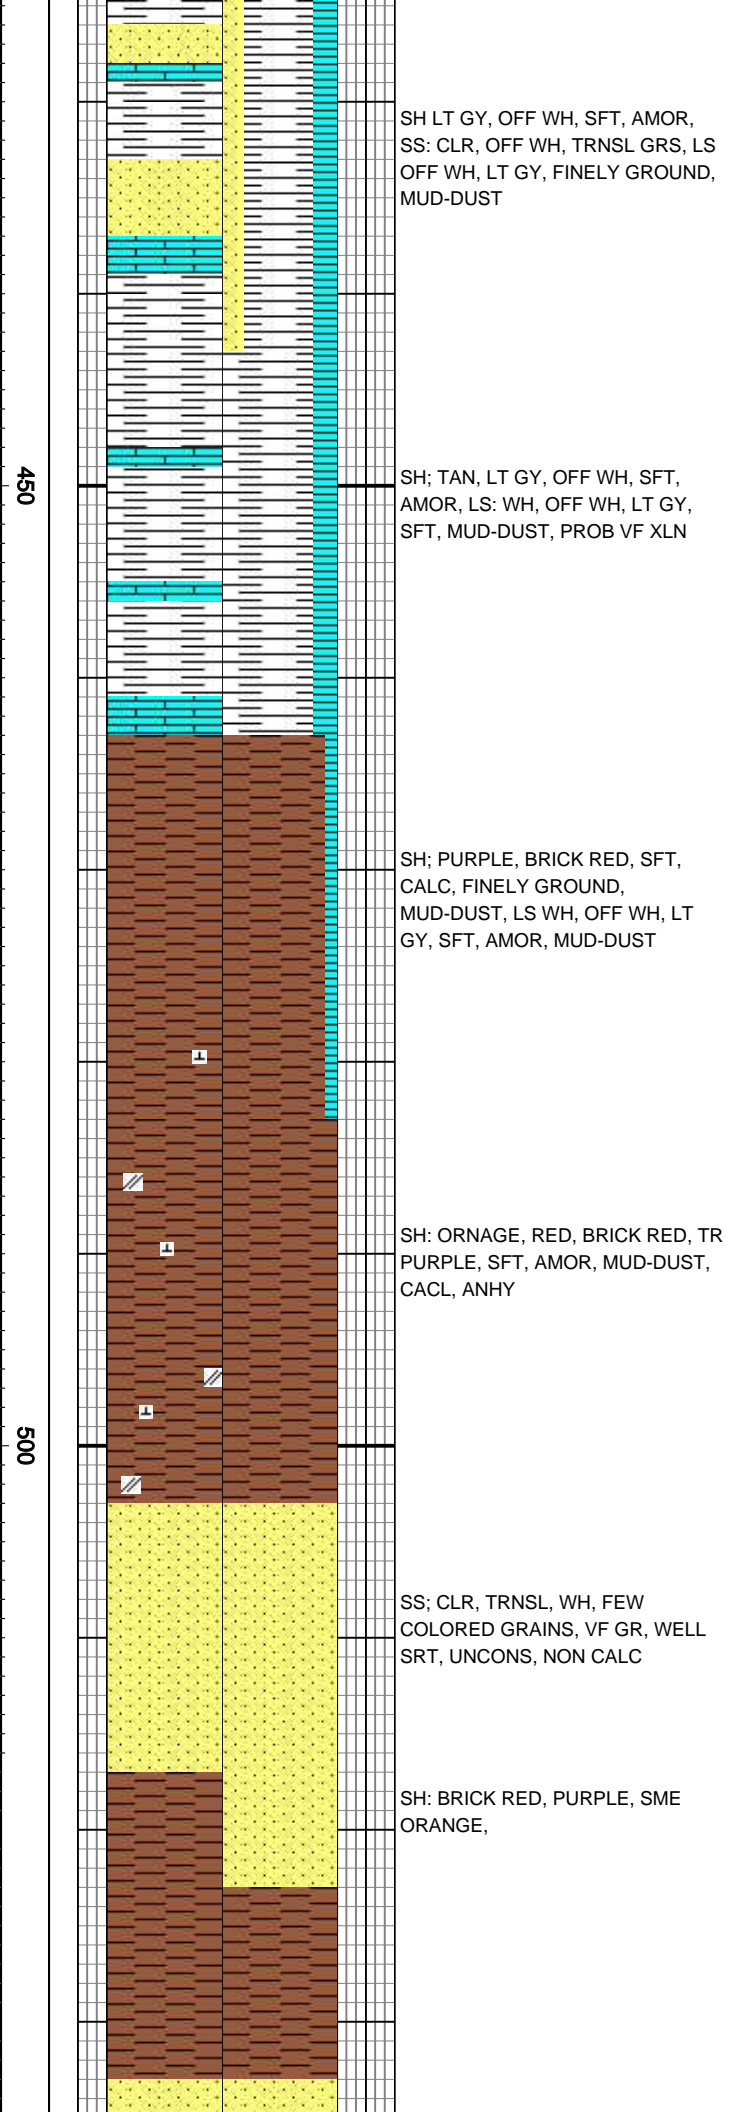 SH LT GY, OFF WH, SFT, AMOR,
SS: CLR, OFF WH, TRNSL GRS, LS
OFF WH, LT GY, FINELY GROUND,
MUD-DUST
450
SH; TAN, LT GY, OFF WH, SFT,
AMOR, LS: WH, OFF WH, LT GY,
SFT, MUD-DUST, PROB VF XLN
SH; PURPLE, BRICK RED, SFT,
CALC, FINELY GROUND,
MUD-DUST, LS WH, OFF WH, LT
GY, SFT, AMOR, MUD-DUST
SH: ORNAGE, RED, BRICK RED, TR
PURPLE, SFT, AMOR, MUD-DUST,
CACL, ANHY
500
SS; CLR, TRNSL, WH, FEW
COLORED GRAINS, VF GR, WELL
SRT, UNCONS, NON CALC
SH: BRICK RED, PURPLE, SME
ORANGE,